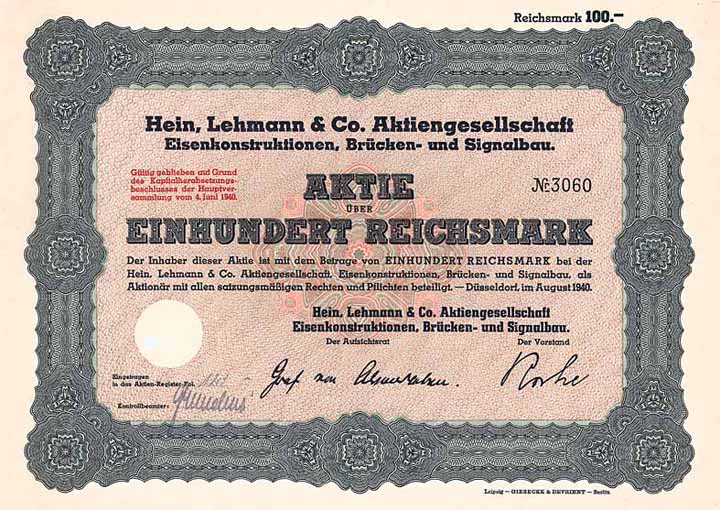 Reichsmark 100.–
Hein, Lehmann & Co. Aktiengesellschaft
Eisenkonstruktionen, Brücken- und Signalbau.
Gültig geblieben auf Grund
des Kapitalherabsetzungs-
beschlusses der Hauptver-
sammlung vom 4. Juni 1940.
AKTIE
№ 3060
ÜBER
EINHUNDERT REICHSMARK
Der Inhaber dieser Aktie ist mit dem Betrage von EINHUNDERT REICHSMARK bei der
Hein, Lehmann & Co. Aktiengesellschaft, Eisenkonstruktionen, Brücken- und Signalbau, als
Aktionär mit allen satzungsmäßigen Rechten und Pflichten beteiligt. — Düsseldorf, im August 1940.
Hein, Lehmann & Co. Aktiengesellschaft
Eisenkonstruktionen, Brücken- und Signalbau.
Der Aufsichtsrat Der Vorstand
Eingetragen
in das Aktien-Register Fol.
Graf von
Kontrollbeamter:
Leipzig — GIESECKE & DEVRIENT — Berlin.